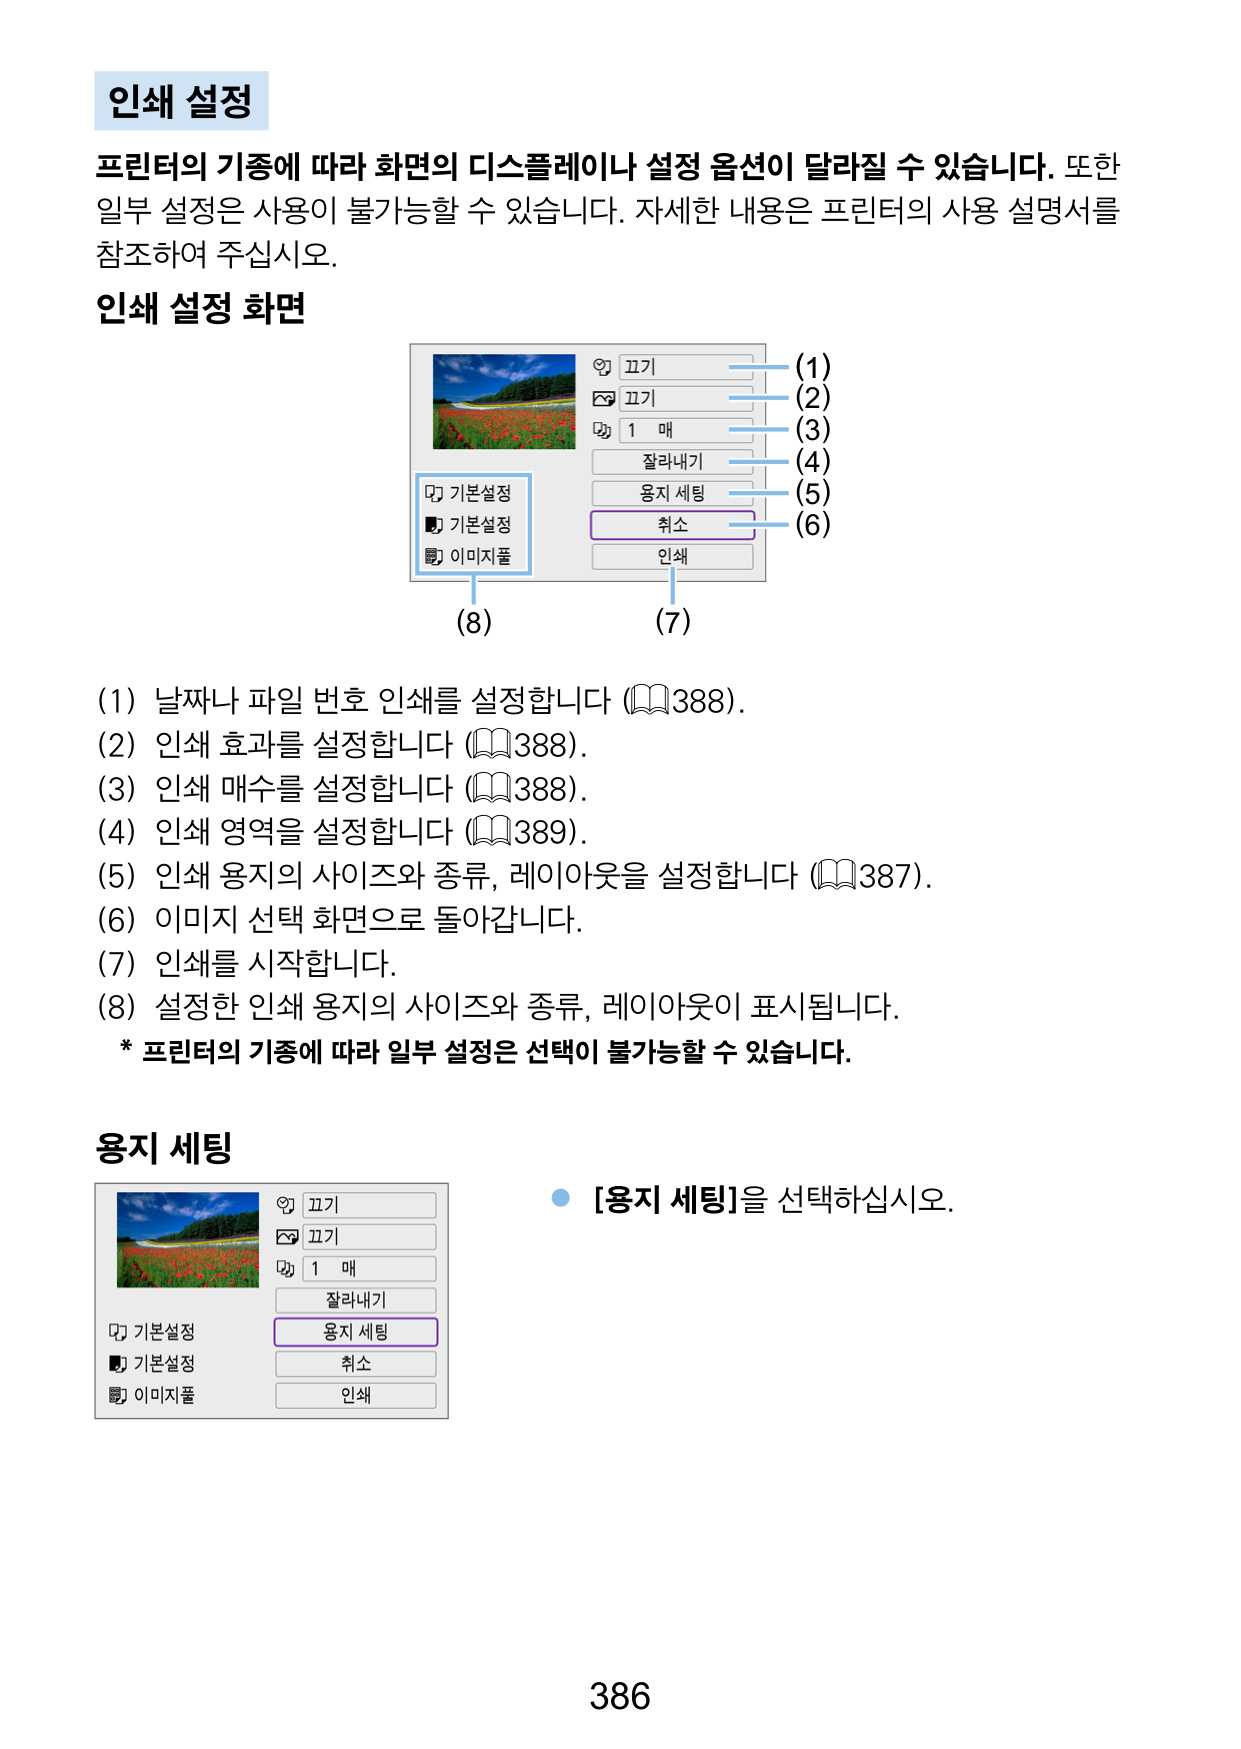 인쇄 설정
프린터의 기종에 따라 화면의 디스플레이나 설정 옵션이 달라질 수 있습니다. 또한
일부 설정은 사용이 불가능할 수 있습니다. 자세한 내용은 프린터의 사용 설명서를
참조하여 주십시오.
인쇄 설정 화면
끄기 (1)
끄기 (2)
1 매 (3)
잘라내기 (4)
기본설정 용지 세팅 (5)
기본설정 취소 (6)
이미지풀 인쇄
(8) (7)
(1) 날짜나 파일 번호 인쇄를 설정합니다 (388).
(2) 인쇄 효과를 설정합니다 (388).
(3) 인쇄 매수를 설정합니다 (388).
(4) 인쇄 영역을 설정합니다 (389).
(5) 인쇄 용지의 사이즈와 종류, 레이아웃을 설정합니다 (387).
(6) 이미지 선택 화면으로 돌아갑니다.
(7) 인쇄를 시작합니다.
(8) 설정한 인쇄 용지의 사이즈와 종류, 레이아웃이 표시됩니다.
* 프린터의 기종에 따라 일부 설정은 선택이 불가능할 수 있습니다.
용지 세팅
끄기
끄기
1 매
잘라내기
기본설정 용지 세팅
기본설정 취소
이미지풀 인쇄
● [용지 세팅]을 선택하십시오.
386